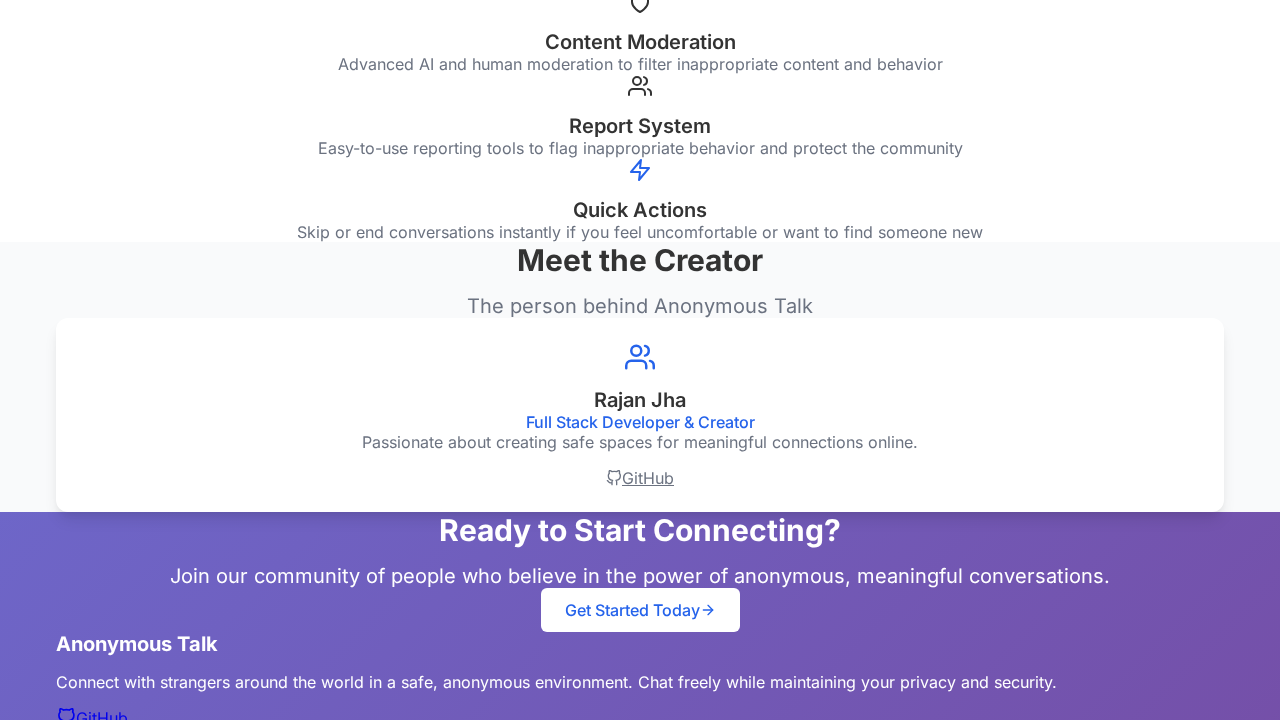 Content Moderation
Advanced AI and human moderation to filter inappropriate content and behavior
Report System
Easy-to-use reporting tools to flag inappropriate behavior and protect the community
Quick Actions
Skip or end conversations instantly if you feel uncomfortable or want to find someone new
Meet the Creator
The person behind Anonymous Talk
Rajan Jha
Full Stack Developer & Creator
Passionate about creating safe spaces for meaningful connections online.
GitHub
Ready to Start Connecting?
Join our community of people who believe in the power of anonymous, meaningful conversations.
Get Started Today
Anonymous Talk
Connect with strangers around the world in a safe, anonymous environment. Chat freely while maintaining your privacy and security.
GitHub